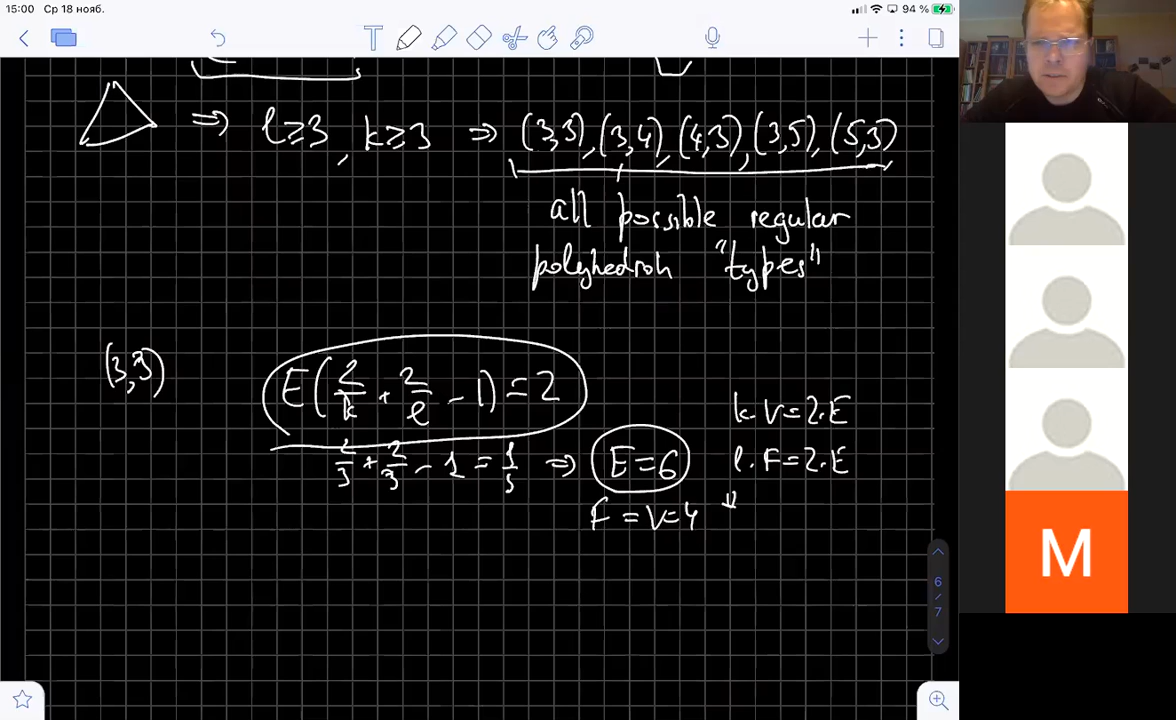 15:00 Ср 18 нояб.
94 %
⇒ l≥3, k≥3 ⇒ (3,3), (3,4), (4,3), (3,5), (5,3)
all possible regular
polyhedron "types"
(3,3)
E(2/k + 2/l - 1) = 2
k·V=2·E
2/3 + 2/3 - 1 = 1/3 ⇒ E=6
l·F=2·E
F = V=4
6
/
7
M